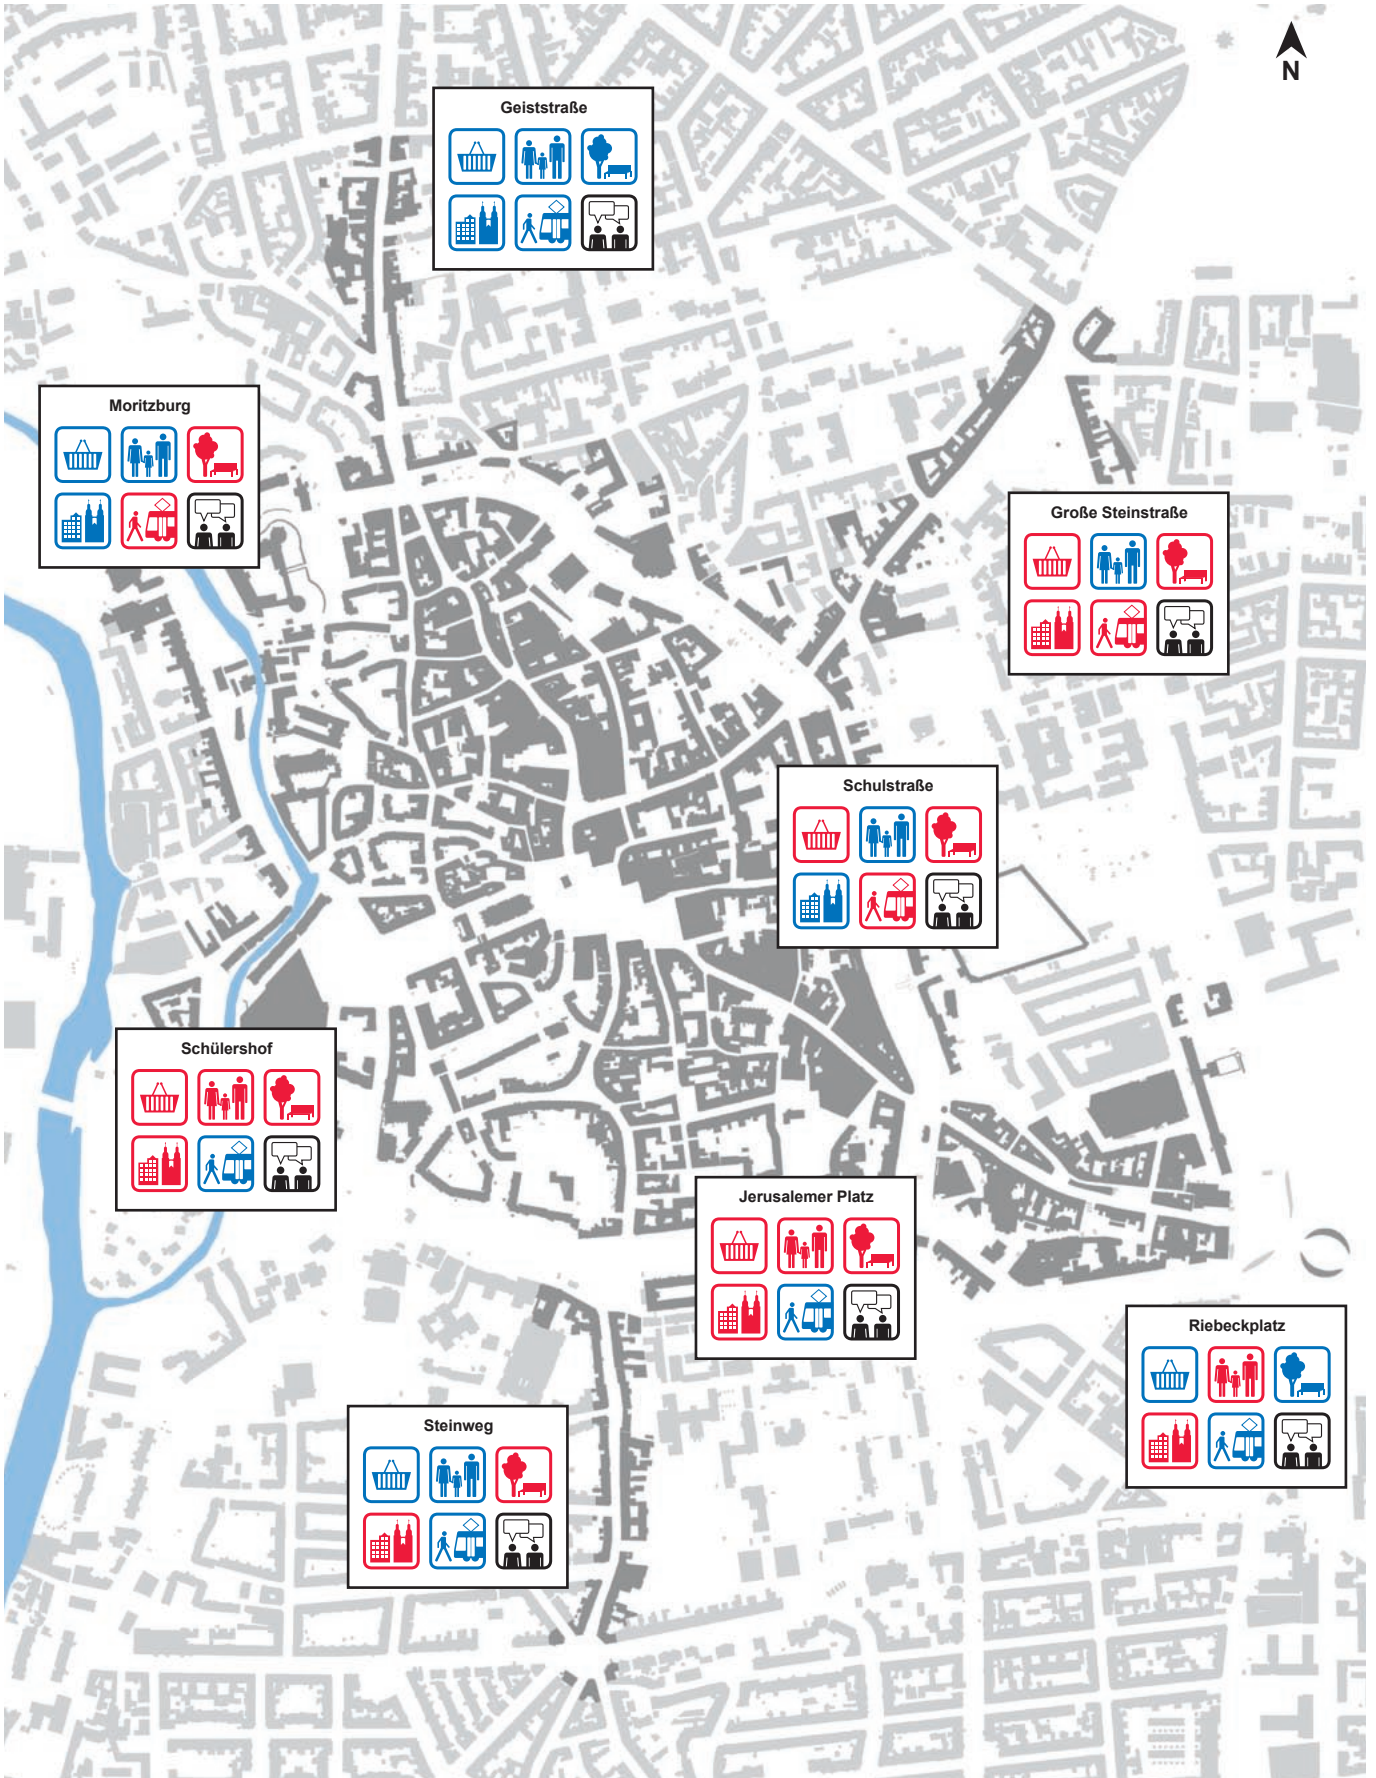 N
Geiststraße
Moritzburg
Große Steinstraße
Schulstraße
Schülershof
Jerusalemer Platz
Riebeckplatz
Steinweg